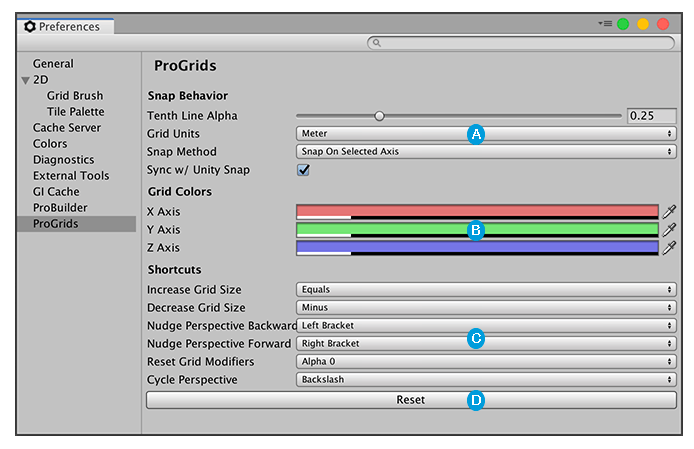 Preferences
General
ProGrids
2D
Snap Behavior
Grid Brush
Tile Palette
Tenth Line Alpha 0.25
Cache Server
Grid Units Meter A
Colors
Snap Method Snap On Selected Axis
Diagnostics
External Tools
Sync w/ Unity Snap
GI Cache
Grid Colors
ProBuilder
X Axis
ProGrids
Y Axis B
Z Axis
Shortcuts
Increase Grid Size Equals
Decrease Grid Size Minus
Nudge Perspective Backward Left Bracket
C
Nudge Perspective Forward Right Bracket
Reset Grid Modifiers Alpha 0
Cycle Perspective Backslash
Reset D